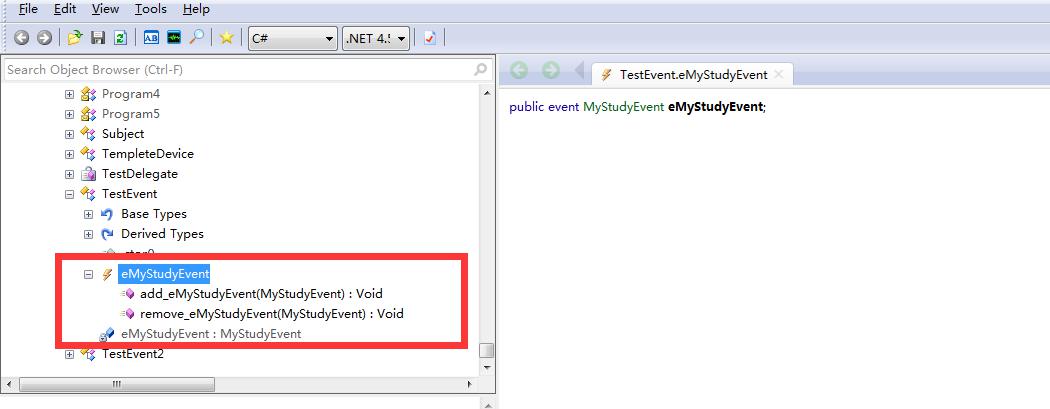 File Edit View Tools Help
C# .NET 4.5
Search Object Browser (Ctrl-F)
TestEvent.eMyStudyEvent
Program4
Program5
Subject
TempleteDevice
TestDelegate
TestEvent
Base Types
Derived Types
eMyStudyEvent
add_eMyStudyEvent(MyStudyEvent) : Void
remove_eMyStudyEvent(MyStudyEvent) : Void
eMyStudyEvent : MyStudyEvent
TestEvent2
public event MyStudyEvent eMyStudyEvent;